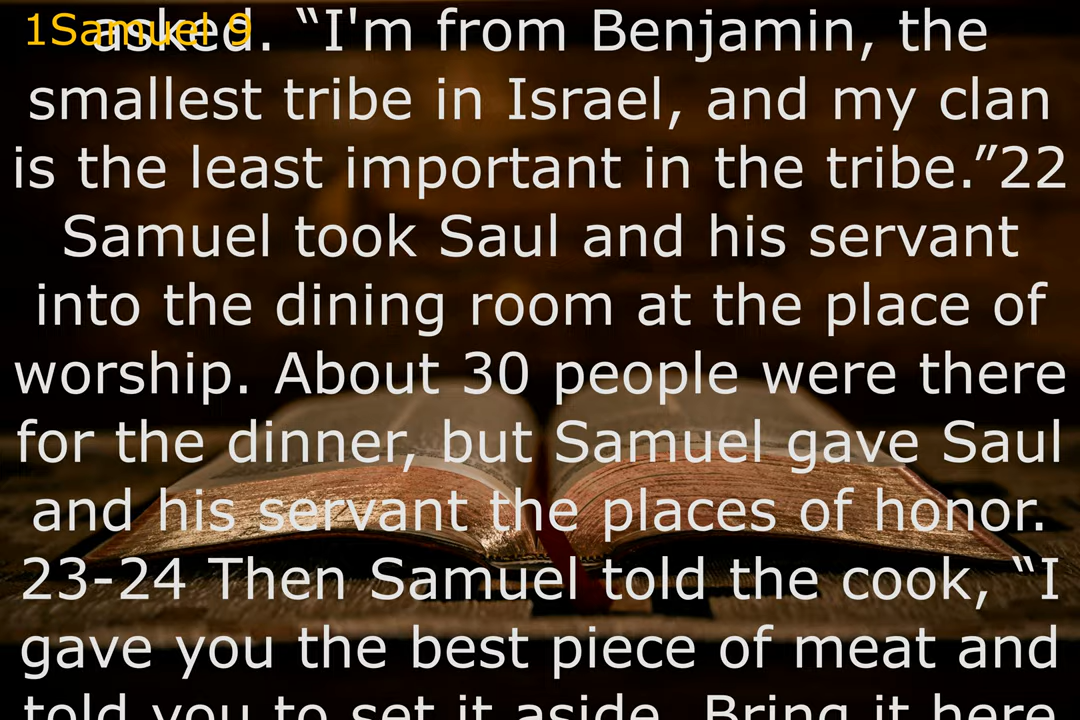 1Samuel 9
asked. “I'm from Benjamin, the
smallest tribe in Israel, and my clan
is the least important in the tribe.”22
Samuel took Saul and his servant
into the dining room at the place of
worship. About 30 people were there
for the dinner, but Samuel gave Saul
and his servant the places of honor.
23-24 Then Samuel told the cook, “I
gave you the best piece of meat and
told you to set it aside. Bring it here